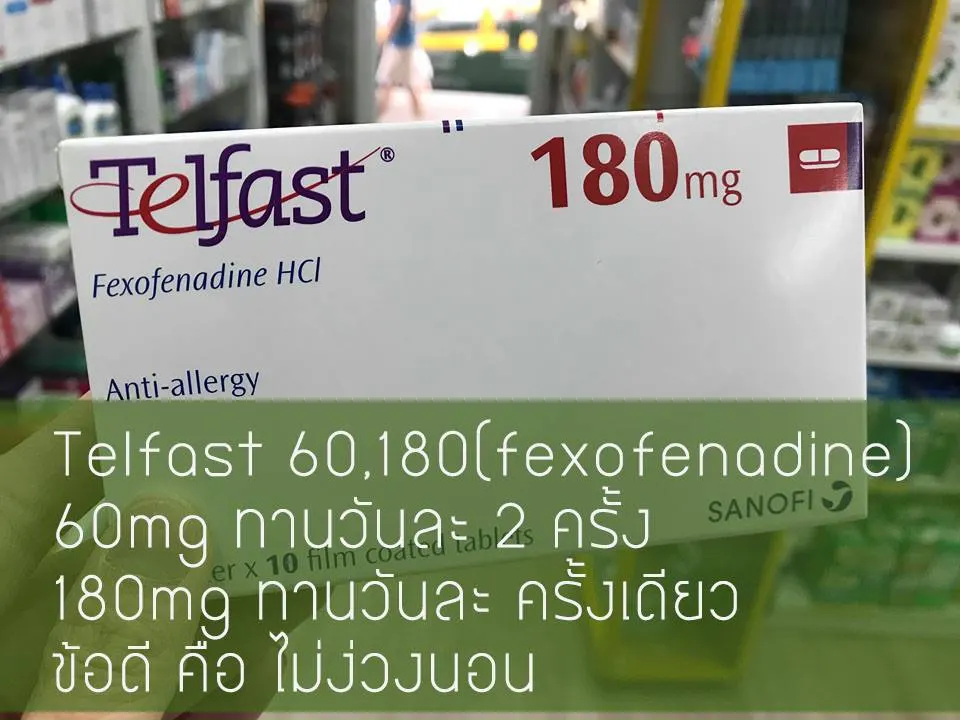 Telfast®
180mg
Fexofenadine HCl
Anti-allergy
Telfast 60,180(fexofenadine)
SANOFI
60mg ทานวันละ 2 ครั้ง
er x 10 film coated tablets
180mg ทานวันละ ครั้งเดียว
ข้อดี คือ ไม่ง่วงนอน